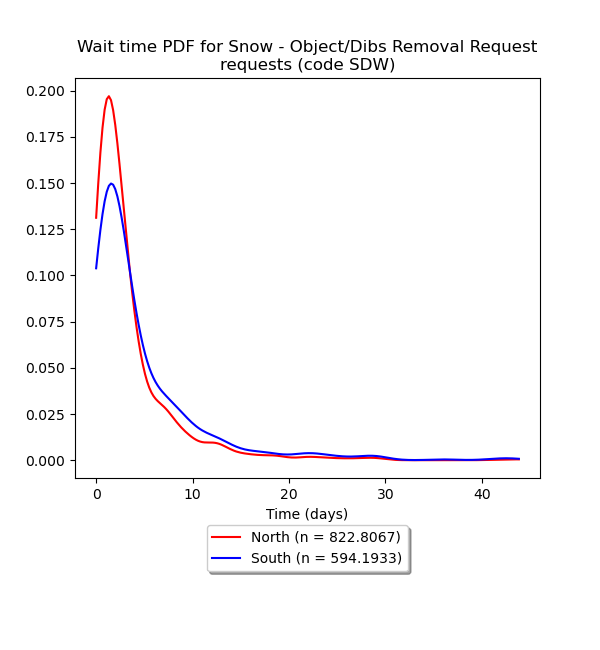 Wait time PDF for Snow - Object/Dibs Removal Request
requests (code SDW)
0.200
0.175
0.150
0.125
0.100
0.075
0.050
0.025
0.000
0 10 20 30 40
Time (days)
North (n = 822.8067)
South (n = 594.1933)